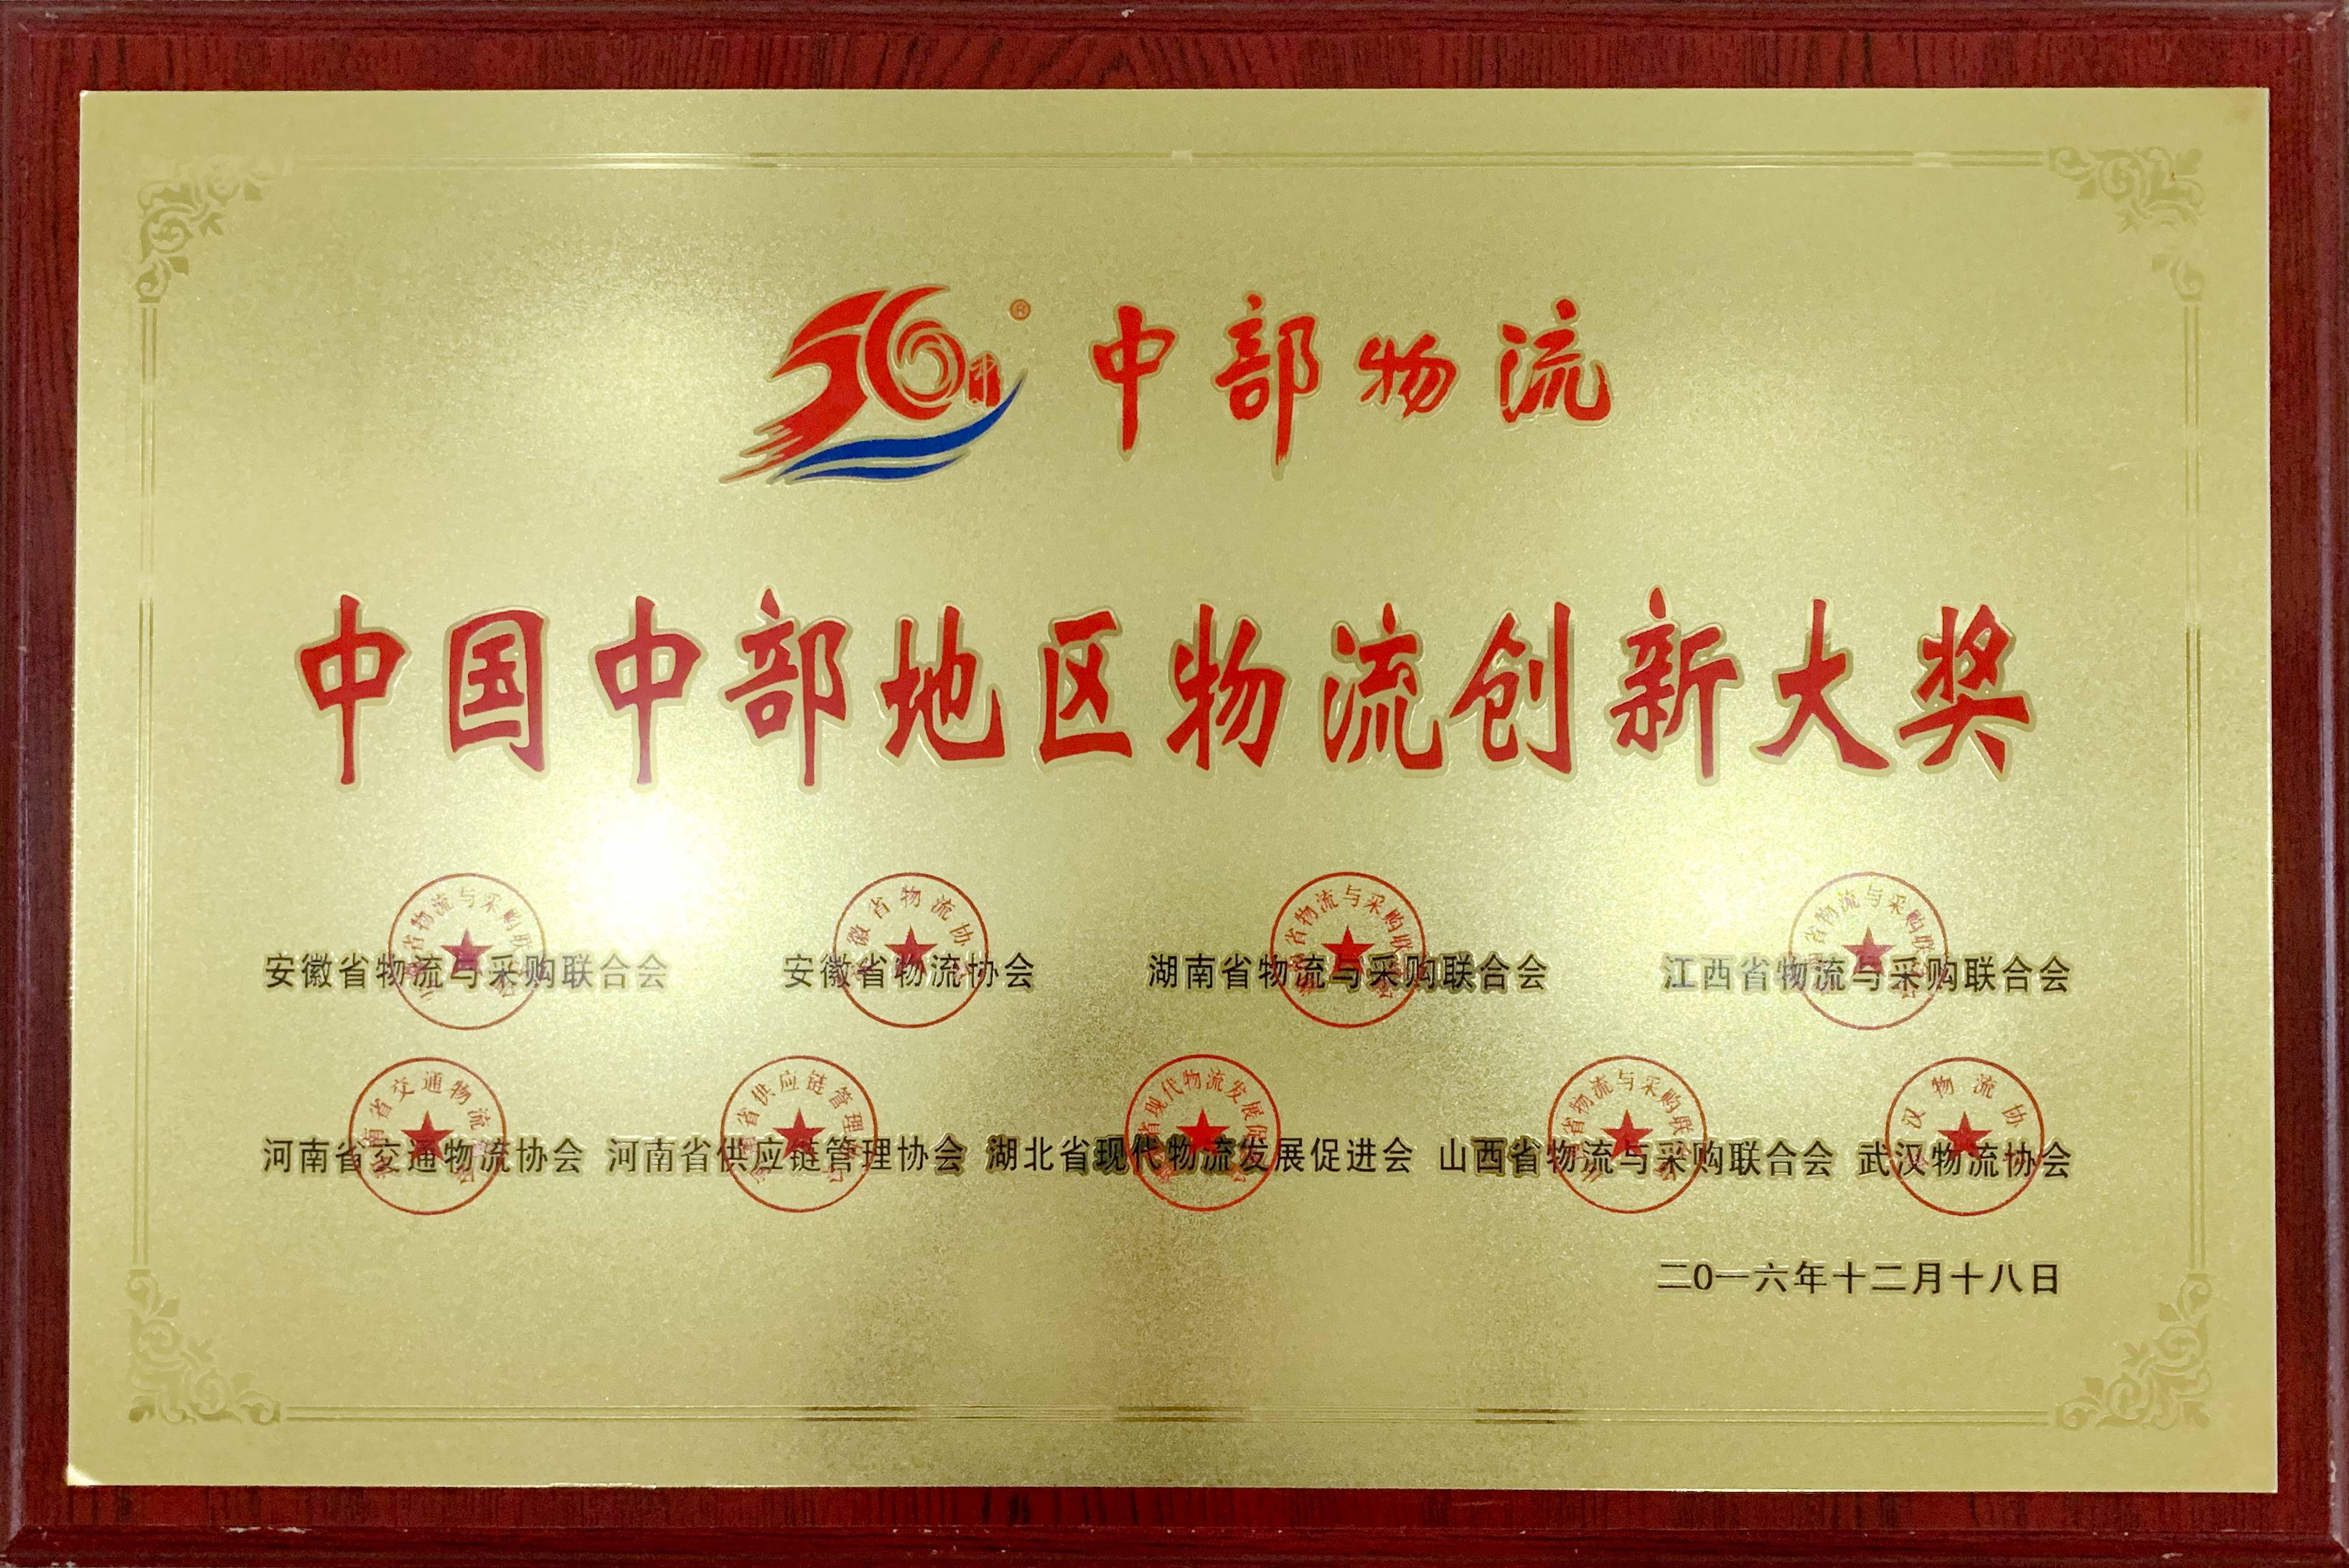 56中® 中部物流
中国中部地区物流创新大奖
安徽省物流与采购联合会 安徽省物流协会 湖南省物流与采购联合会 江西省物流与采购联合会
河南省交通物流协会 河南省供应链管理协会 湖北省现代物流发展促进会 山西省物流与采购联合会 武汉物流协会
二〇一六年十二月十八日